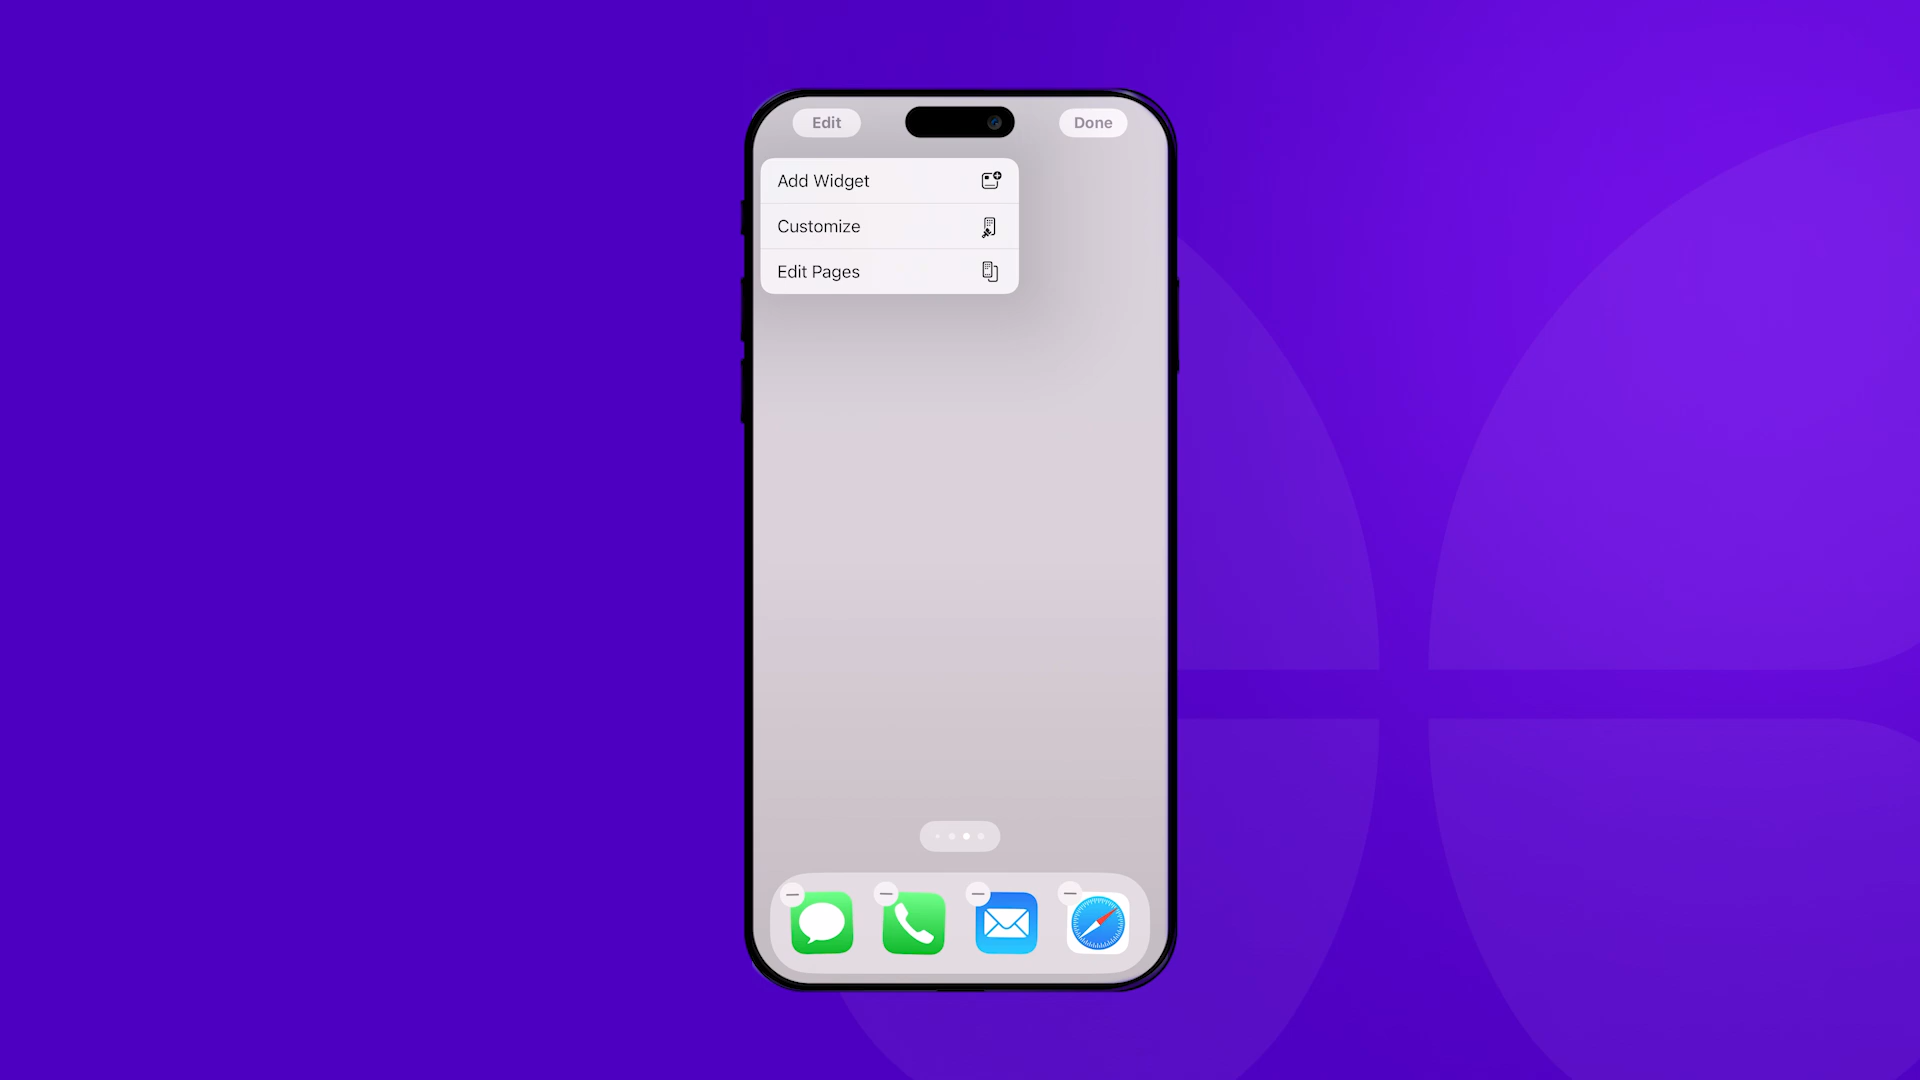 Edit
Done
Add Widget
Customize
Edit Pages